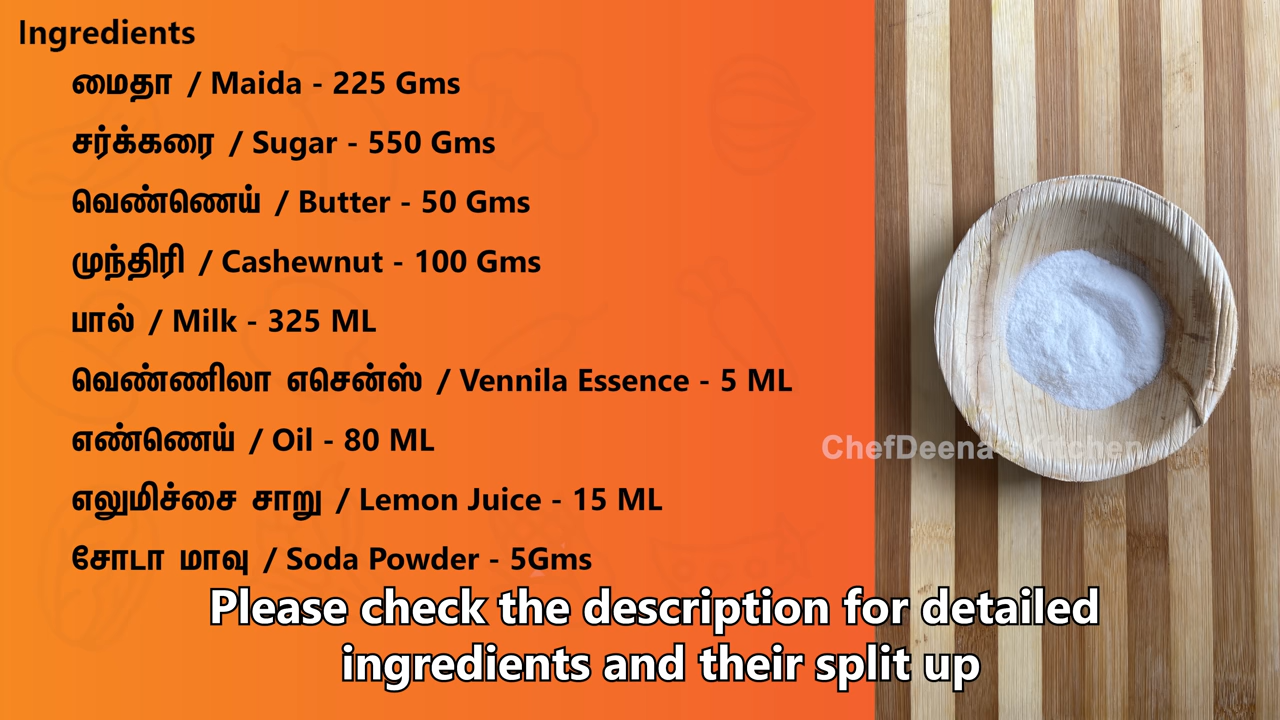 Ingredients
மைதா / Maida - 225 Gms
சர்க்கரை / Sugar - 550 Gms
வெண்ணெய் / Butter - 50 Gms
முந்திரி / Cashewnut - 100 Gms
பால் / Milk - 325 ML
வெண்ணிலா எசென்ஸ் / Vennila Essence - 5 ML
எண்ணெய் / Oil - 80 ML
எலுமிச்சை சாறு / Lemon Juice - 15 ML
சோடா மாவு / Soda Powder - 5Gms
ChefDeena's Kitchen
Please check the description for detailed
ingredients and their split up